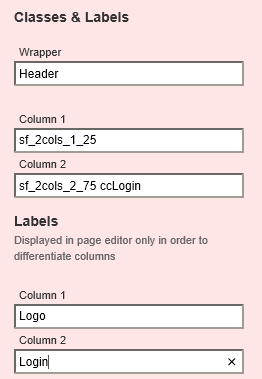 Classes & Labels
Wrapper
Header
Column 1
sf_2cols_1_25
Column 2
sf_2cols_2_75 ccLogin
Labels
Displayed in page editor only in order to
differentiate columns
Column 1
Logo
Column 2
Login